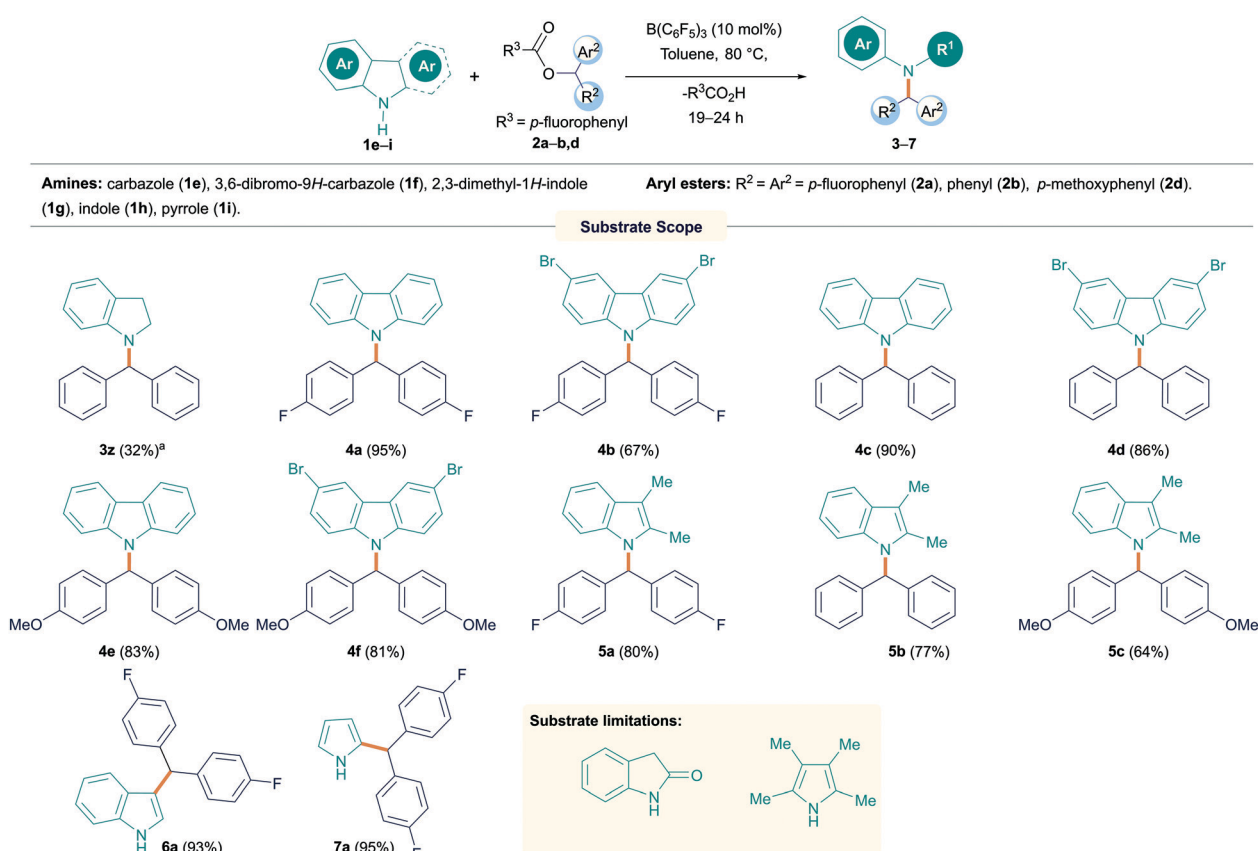 Ar Ar N H 1e–i
+
R³ O O Ar² R²
R³ = p-fluorophenyl
2a–b,d
B(C₆F₅)₃ (10 mol%)
Toluene, 80 °C,
-R³CO₂H
19–24 h
Ar R¹ N R² Ar²
3–7
Amines: carbazole (1e), 3,6-dibromo-9H-carbazole (1f), 2,3-dimethyl-1H-indole
(1g), indole (1h), pyrrole (1i).
Aryl esters: R² = Ar² = p-fluorophenyl (2a), phenyl (2b), p-methoxyphenyl (2d).
Substrate Scope
N
3z (32%)ᵃ
N F F
4a (95%)
Br Br N F F
4b (67%)
N
4c (90%)
Br Br N
4d (86%)
N MeO OMe
4e (83%)
Br Br N MeO OMe
4f (81%)
Me Me N F F
5a (80%)
Me Me N
5b (77%)
Me Me N MeO OMe
5c (64%)
F F N H
6a (93%)
F N H F
7a (95%)
Substrate limitations:
O N H
Me Me Me Me N H